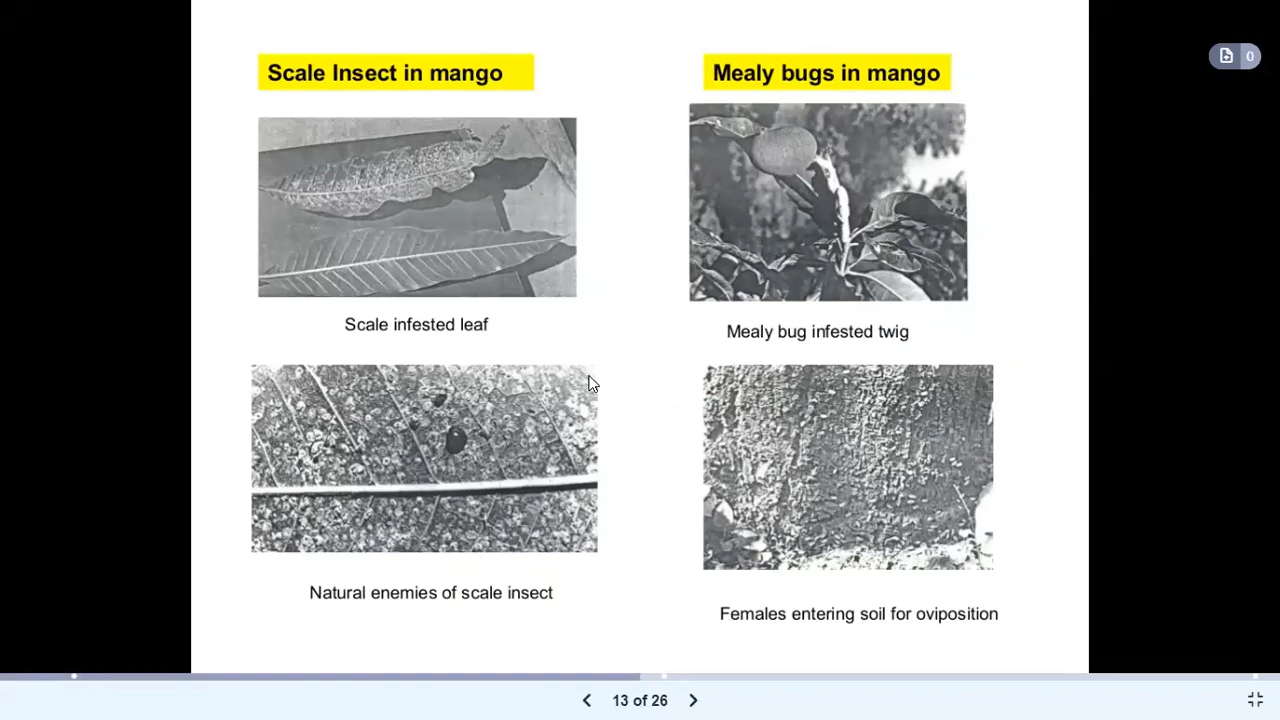 Scale Insect in mango
Mealy bugs in mango
0
Scale infested leaf
Mealy bug infested twig
Natural enemies of scale insect
Females entering soil for oviposition
13 of 26